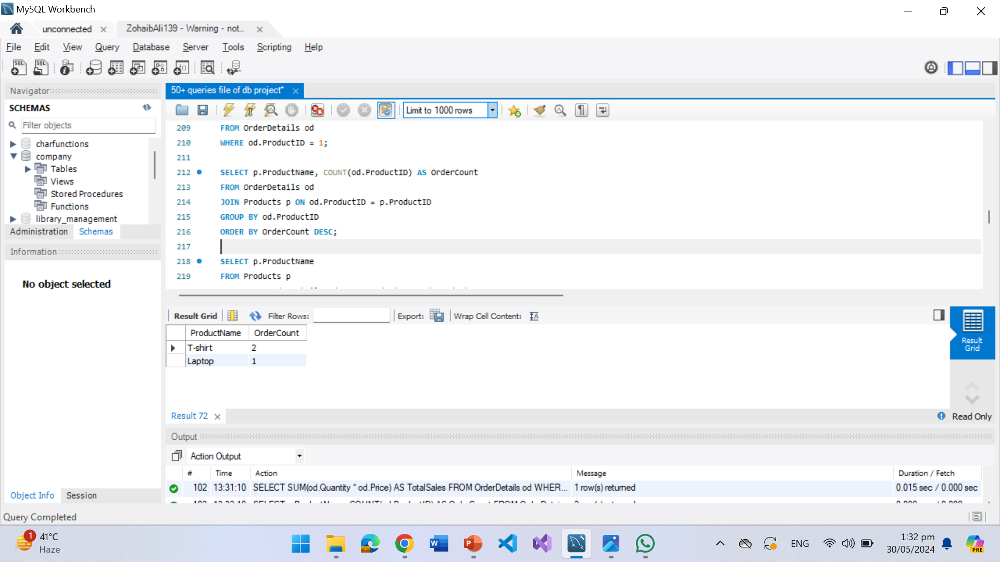 MySQL Workbench
unconnected
ZohaibAli139 - Warning - not...
File Edit View Query Database Server Tools Scripting Help
Navigator
SCHEMAS
Filter objects
charfunctions
company
Tables
Views
Stored Procedures
Functions
library_management
Administration Schemas
Information
No object selected
Object Info Session
50+ queries file of db project*
Limit to 1000 rows
209 FROM OrderDetails od
210 WHERE od.ProductID = 1;
211
212 SELECT p.ProductName, COUNT(od.ProductID) AS OrderCount
213 FROM OrderDetails od
214 JOIN Products p ON od.ProductID = p.ProductID
215 GROUP BY od.ProductID
216 ORDER BY OrderCount DESC;
217
218 SELECT p.ProductName
219 FROM Products p
Result Grid Filter Rows: Export: Wrap Cell Content:
ProductName OrderCount
T-shirt 2
Laptop 1
Result
Grid
Result 72
Read Only
Output
Action Output
# Time Action Message Duration / Fetch
102 13:31:10 SELECT SUM(od.Quantity * od.Price) AS TotalSales FROM OrderDetails od WHER... 1 row(s) returned 0.015 sec / 0.000 sec
Query Completed
1
41°C
Haze
ENG
1:32 pm
30/05/2024
PRE